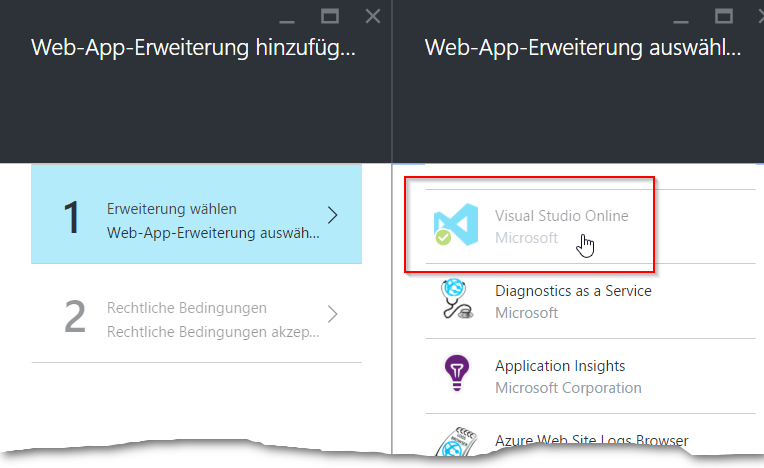 Web-App-Erweiterung hinzufüg...
1
Erweiterung wählen
Web-App-Erweiterung auswäh...
2
Rechtliche Bedingungen
Rechtliche Bedingungen akzep...
Web-App-Erweiterung auswähl...
Visual Studio Online
Microsoft
Diagnostics as a Service
Microsoft
Application Insights
Microsoft Corporation
Azure Web Site Logs Browser